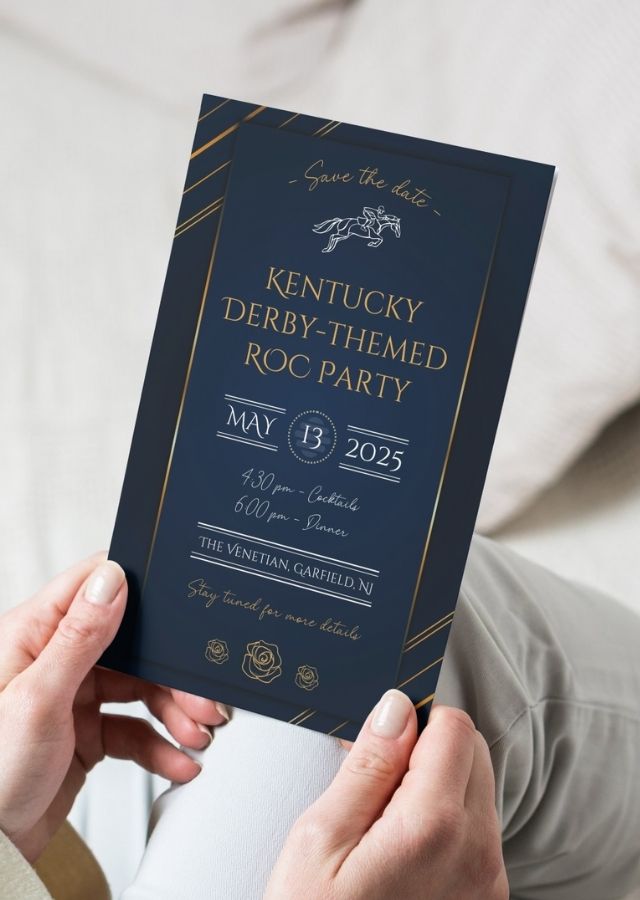 - Save the date -
Kentucky
Derby-themed
ROC Party
MAY 13 2025
4:30 pm - Cocktails
6:00 pm - Dinner
The Venetian, Garfield, NJ
Stay tuned for more details